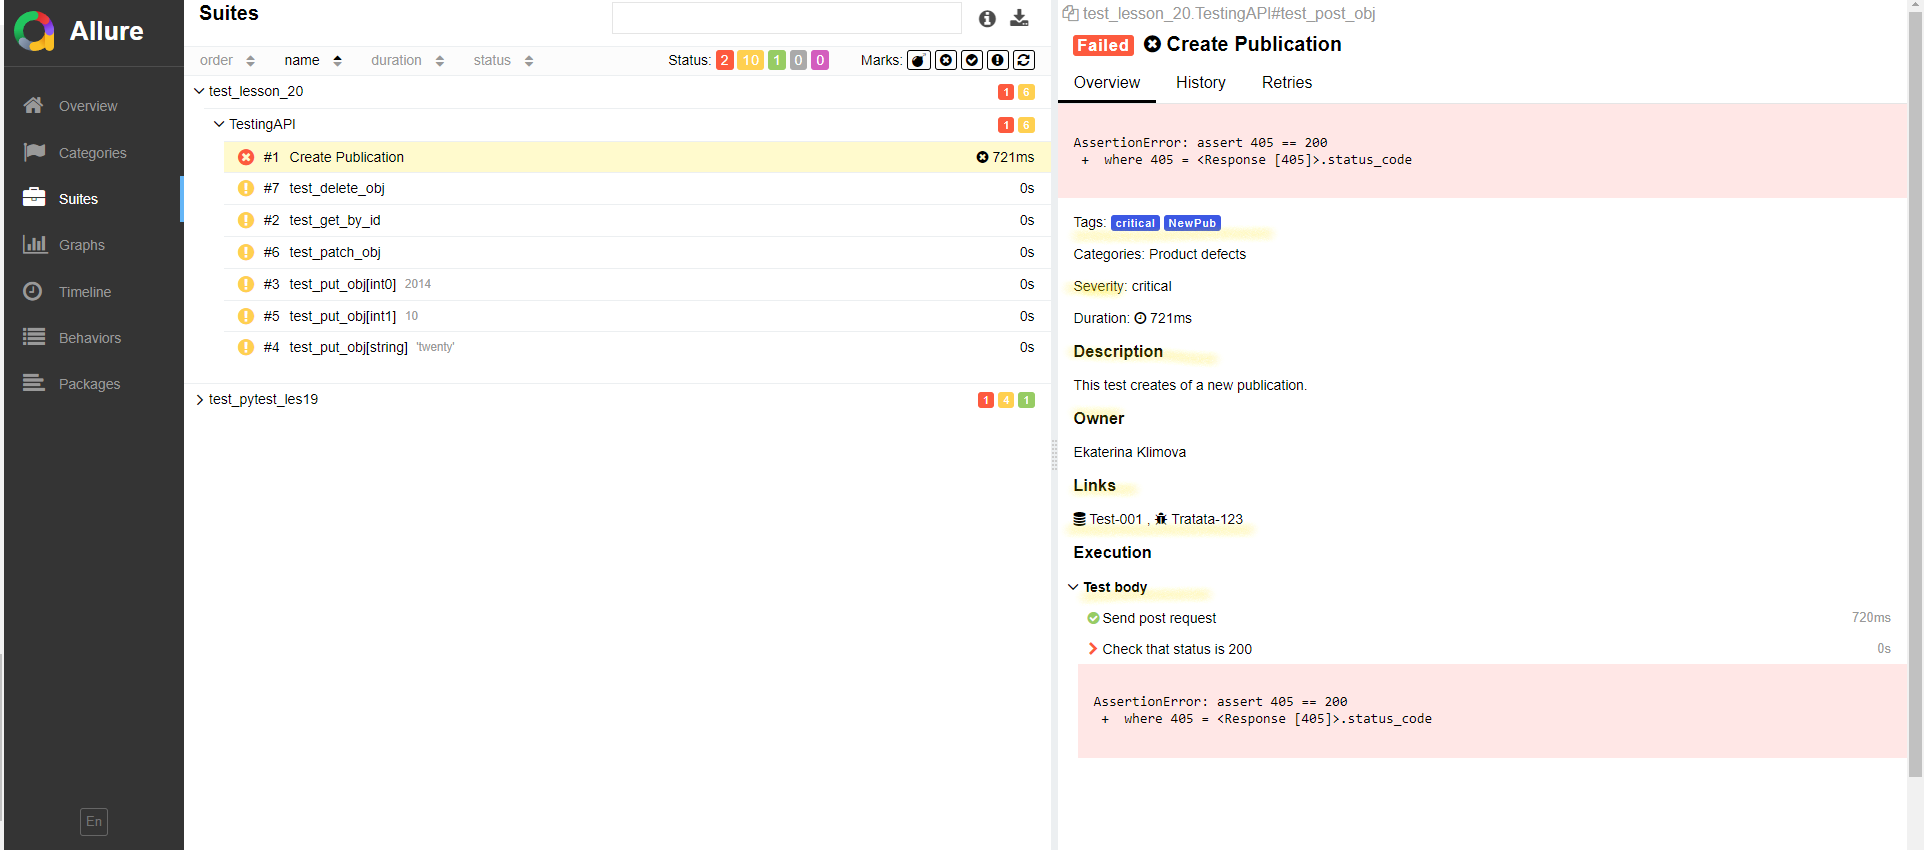 Allure
Overview
Categories
Suites
Graphs
Timeline
Behaviors
Packages
En
Suites
order name duration status Status: 2 10 1 0 0 Marks:
test_lesson_20 1 6
TestingAPI 1 6
#1 Create Publication 721ms
#7 test_delete_obj 0s
#2 test_get_by_id 0s
#6 test_patch_obj 0s
#3 test_put_obj[int0] 2014 0s
#5 test_put_obj[int1] 10 0s
#4 test_put_obj[string] 'twenty' 0s
test_pytest_les19 1 4 1
test_lesson_20.TestingAPI#test_post_obj
Failed Create Publication
Overview History Retries
AssertionError: assert 405 == 200
+ where 405 = <Response [405]>.status_code
Tags: critical NewPub
Categories: Product defects
Severity: critical
Duration: 721ms
Description
This test creates of a new publication.
Owner
Ekaterina Klimova
Links
Test-001 , Tratata-123
Execution
Test body
Send post request 720ms
Check that status is 200 0s
AssertionError: assert 405 == 200
+ where 405 = <Response [405]>.status_code